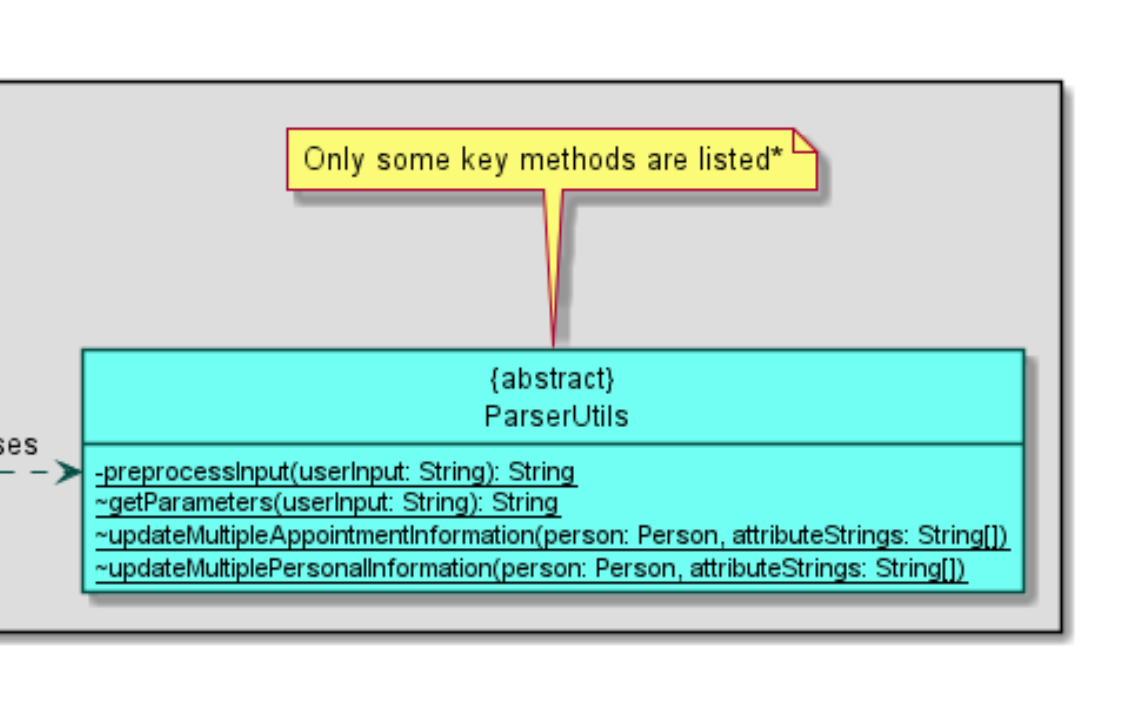 Only some key methods are listed*
{abstract}
ParserUtils
ses
-preprocessInput(userInput: String): String
~getParameters(userInput: String): String
~updateMultipleAppointmentInformation(person: Person, attributeStrings: String[])
~updateMultiplePersonalInformation(person: Person, attributeStrings: String[])